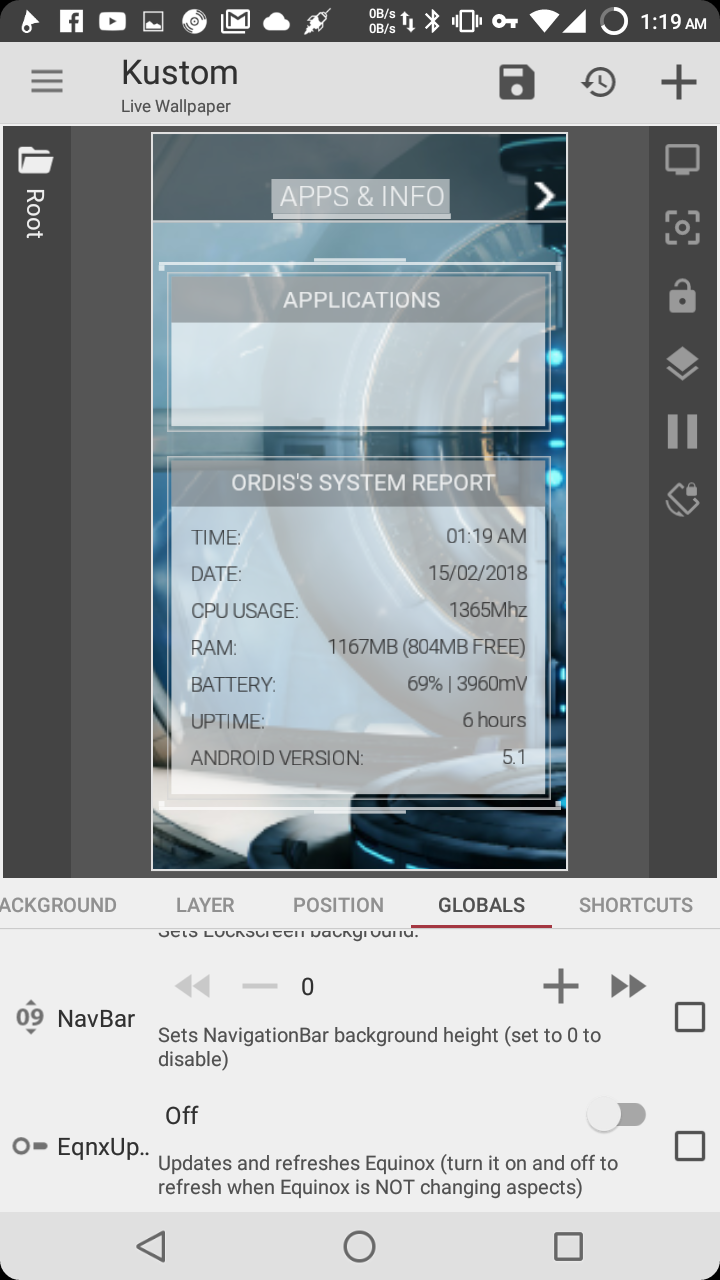 0B/s
0B/s
1:19 AM
Kustom
Live Wallpaper
Root
APPS & INFO
APPLICATIONS
ORDIS'S SYSTEM REPORT
TIME: 01:19 AM
DATE: 15/02/2018
CPU USAGE: 1365Mhz
RAM: 1167MB (804MB FREE)
BATTERY: 69% | 3960mV
UPTIME: 6 hours
ANDROID VERSION: 5.1
ACKGROUND LAYER POSITION GLOBALS SHORTCUTS
Sets Lockscreen background.
0
09 NavBar
Sets NavigationBar background height (set to 0 to
disable)
Off
EqnxUp..
Updates and refreshes Equinox (turn it on and off to
refresh when Equinox is NOT changing aspects)